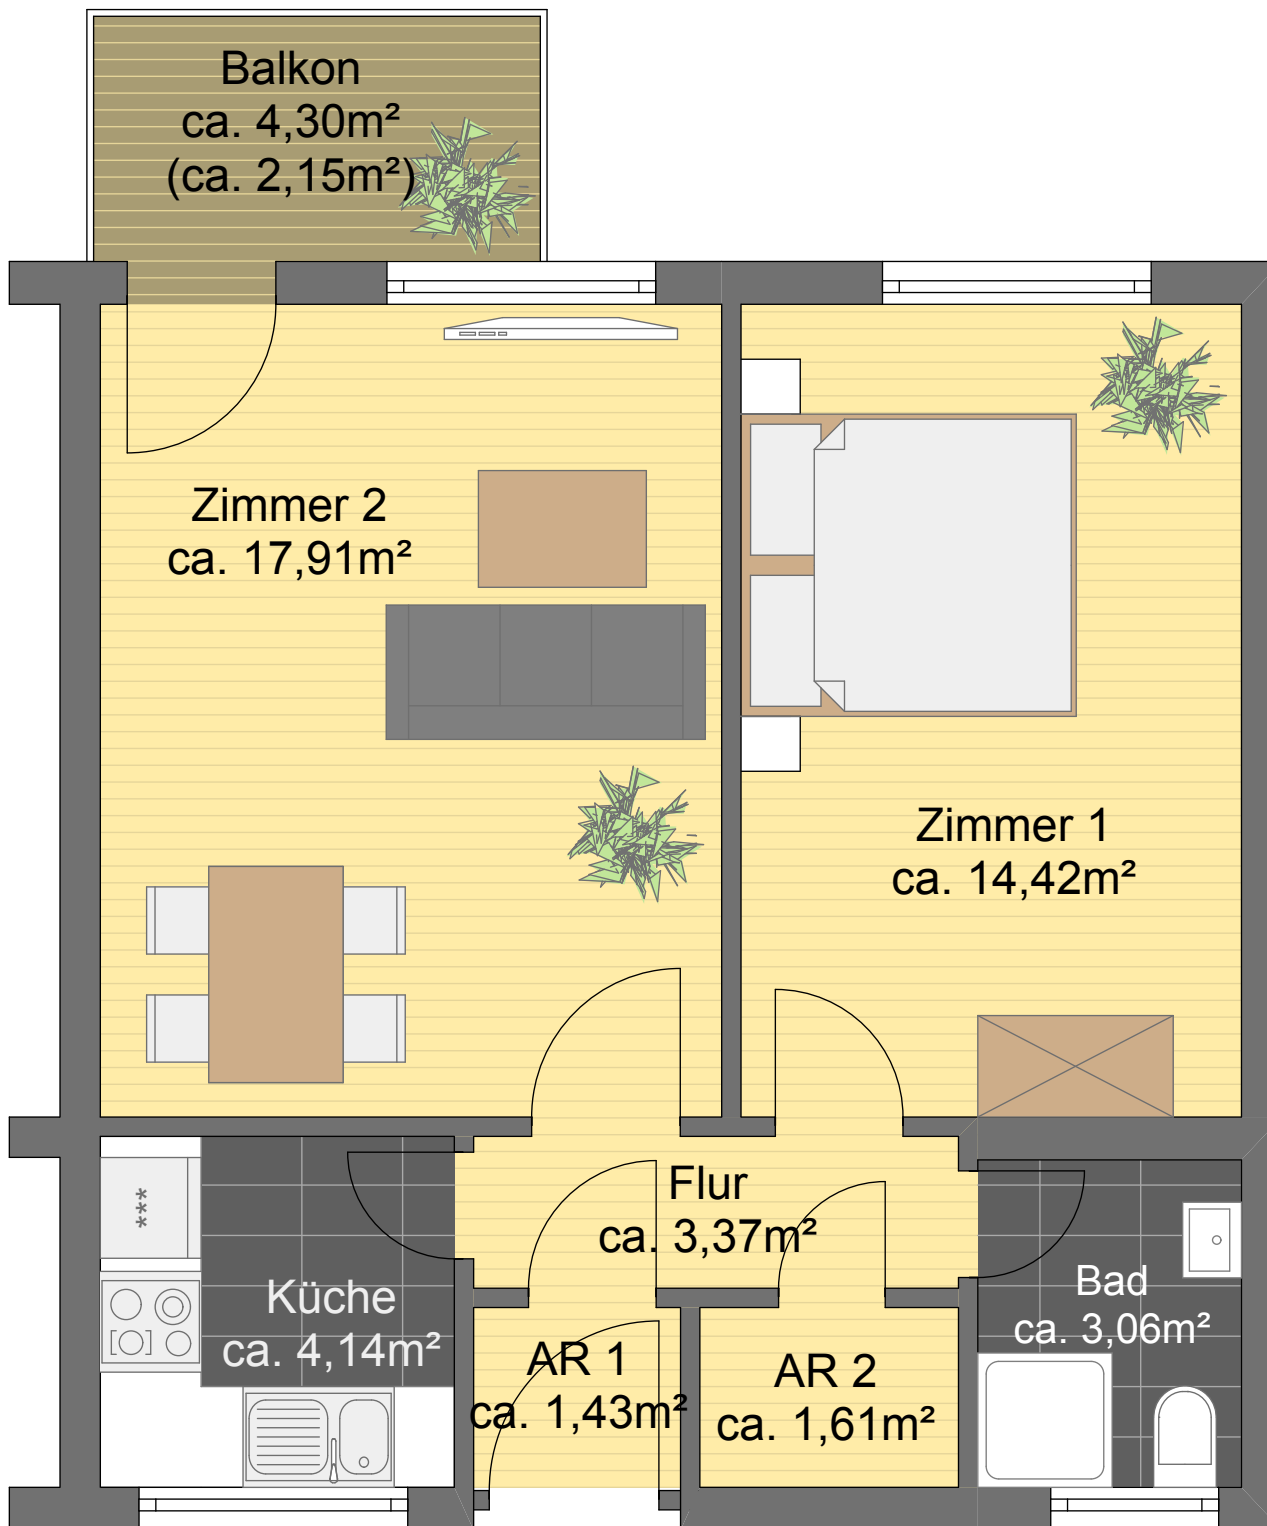 Balkon
ca. 4,30m²
(ca. 2,15m²)
Zimmer 2
ca. 17,91m²
Zimmer 1
ca. 14,42m²
Flur
ca. 3,37m²
***
Küche
ca. 4,14m²
Bad
ca. 3,06m²
AR 1
ca. 1,43m²
AR 2
ca. 1,61m²